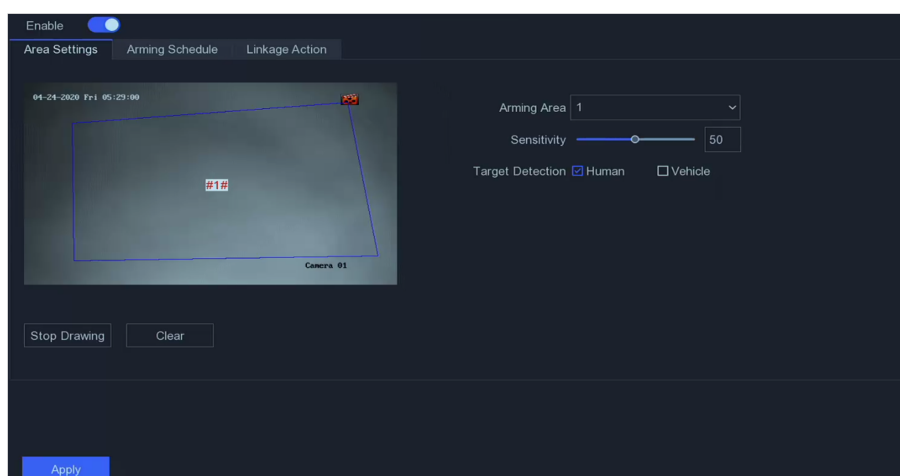 Enable
Area Settings Arming Schedule Linkage Action
04-24-2020 Fri 05:29:00
Arming Area 1
Sensitivity 50
Target Detection Human Vehicle
#1#
Camera 01
Stop Drawing Clear
Apply